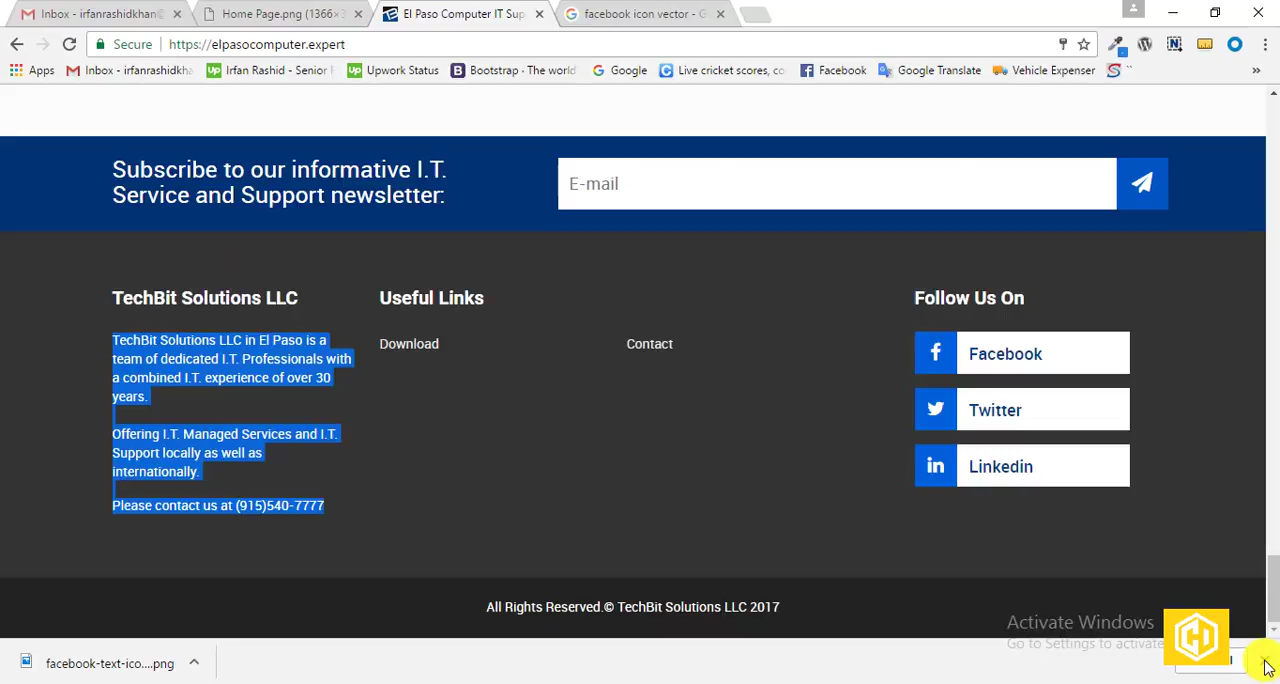 Inbox - irfanrashidkhan@
Home Page.png (1366×3
El Paso Computer IT Sup
facebook icon vector - G
Secure
https://elpasocomputer.expert
Apps
Inbox - irfanrashidkha
Irfan Rashid - Senior
Upwork Status
Bootstrap - The world
Google
Live cricket scores, co
Facebook
Google Translate
Vehicle Expenser
Subscribe to our informative I.T.
Service and Support newsletter:
E-mail
TechBit Solutions LLC
Useful Links
Follow Us On
TechBit Solutions LLC in El Paso is a
team of dedicated I.T. Professionals with
a combined I.T. experience of over 30
years.
Offering I.T. Managed Services and I.T.
Support locally as well as
internationally.
Please contact us at (915)540-7777
Download
Contact
Facebook
Twitter
Linkedin
All Rights Reserved.© TechBit Solutions LLC 2017
Activate Windows
Go to Settings to activate
facebook-text-ico....png